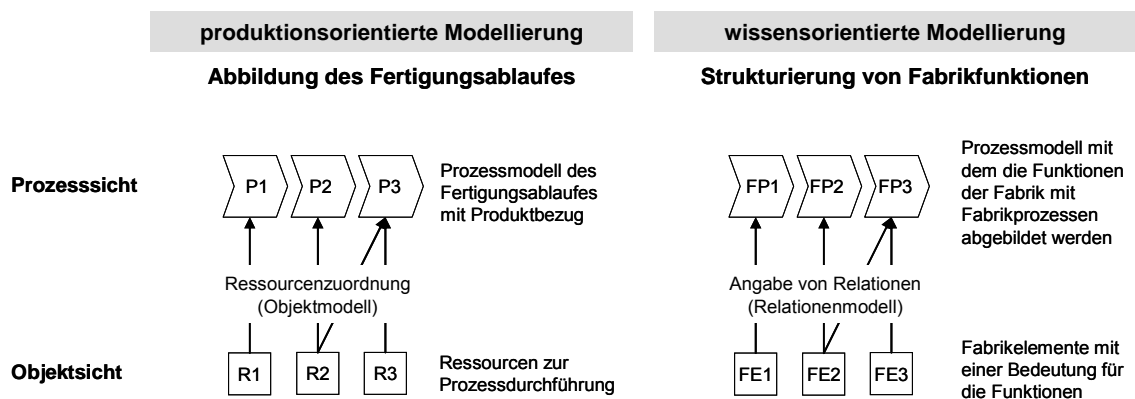 produktionsorientierte Modellierung
wissensorientierte Modellierung
Abbildung des Fertigungsablaufes
Strukturierung von Fabrikfunktionen
Prozesssicht
P1
P2
P3
Prozessmodell des
Fertigungsablaufes
mit Produktbezug
FP1
FP2
FP3
Prozessmodell mit
dem die Funktionen
der Fabrik mit
Fabrikprozessen
abgebildet werden
Ressourcenzuordnung
(Objektmodell)
Angabe von Relationen
(Relationenmodell)
Objektsicht
R1
R2
R3
Ressourcen zur
Prozessdurchführung
FE1
FE2
FE3
Fabrikelemente mit
einer Bedeutung für
die Funktionen